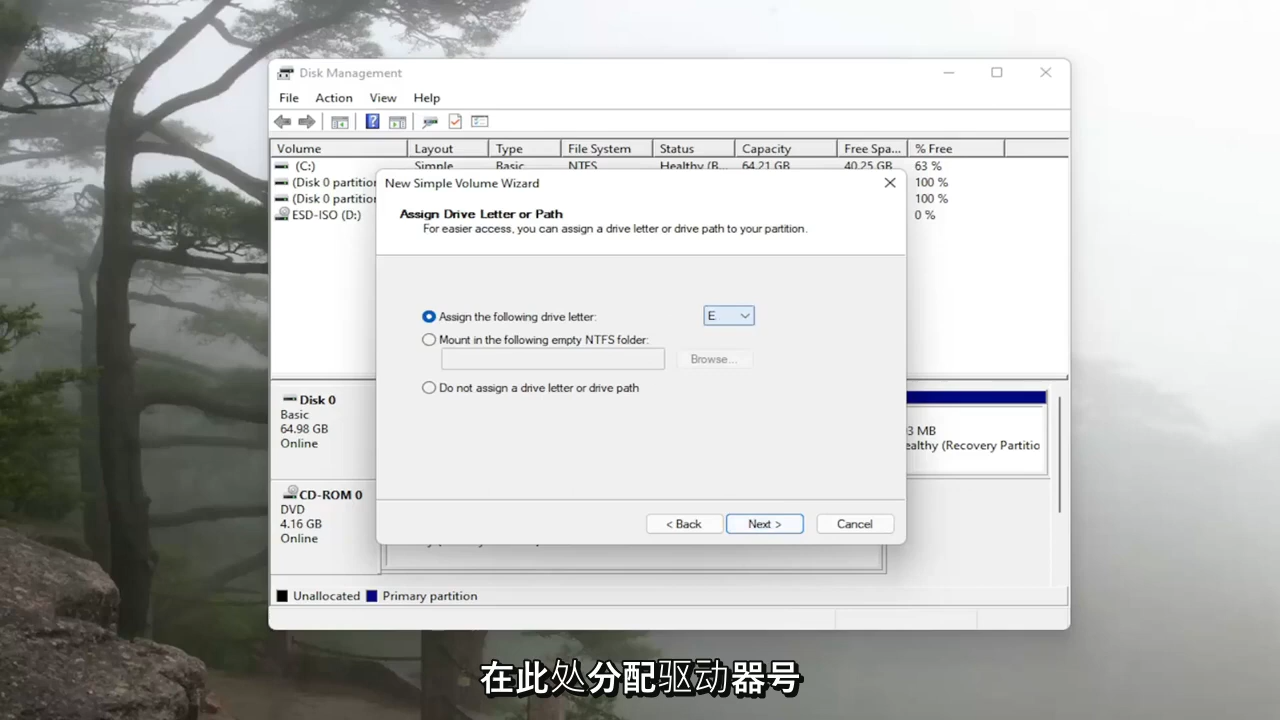 Disk Management
File Action View Help
Volume Layout Type File System Status Capacity Free Spa... % Free
(C:) Simple Basic NTFS Healthy (B... 64.21 GB 40.25 GB 63 %
(Disk 0 partition 100 %
(Disk 0 partition 100 %
ESD-ISO (D:) 0 %
New Simple Volume Wizard
Assign Drive Letter or Path
For easier access, you can assign a drive letter or drive path to your partition.
Assign the following drive letter: E
Mount in the following empty NTFS folder:
Browse...
Do not assign a drive letter or drive path
< Back Next > Cancel
Disk 0
Basic
64.98 GB
Online
3 MB
ealthy (Recovery Partitio
CD-ROM 0
DVD
4.16 GB
Online
Unallocated Primary partition
在此处分配驱动器号